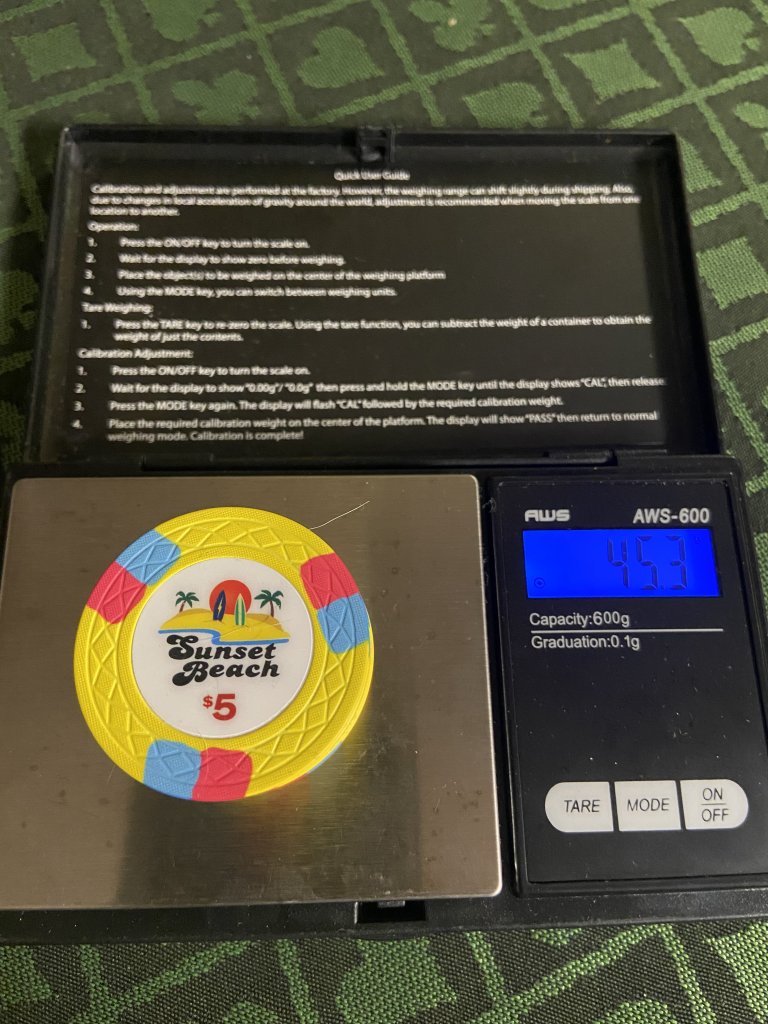 Quick User Guide
Calibration and adjustment are performed at the factory. However, the weighing range can shift slightly during shipping. Also,
due to changes in local acceleration of gravity around the world, adjustment is recommended when moving the scale from one
location to another.
Operation:
1. Press the ON/OFF key to turn the scale on.
2. Wait for the display to show zero before weighing.
3. Place the object(s) to be weighed on the center of the weighing platform
4. Using the MODE key, you can switch between weighing units.
Tare Weighing:
1. Press the TARE key to re-zero the scale. Using the tare function, you can subtract the weight of a container to obtain the
weight of just the contents.
Calibration Adjustment:
1. Press the ON/OFF key to turn the scale on.
2. Wait for the display to show "0.00g"/ "0.0g" then press and hold the MODE key until the display shows "CAL", then release
3. Press the MODE key again. The display will flash "CAL" followed by the required calibration weight.
4. Place the required calibration weight on the center of the platform. The display will show "PASS" then return to normal
weighing mode. Calibration is complete!
AWS AWS-600
45.3
Capacity:600g
Graduation:0.1g
TARE MODE ON
OFF
Sunset
Beach
$5